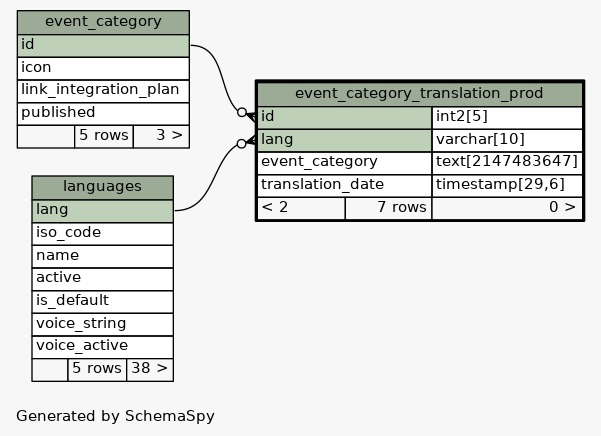 event_category
id
icon
link_integration_plan
published
5 rows 3 >
event_category_translation_prod
id int2[5]
lang varchar[10]
event_category text[2147483647]
translation_date timestamp[29,6]
< 2 7 rows 0 >
languages
lang
iso_code
name
active
is_default
voice_string
voice_active
5 rows 38 >
Generated by SchemaSpy